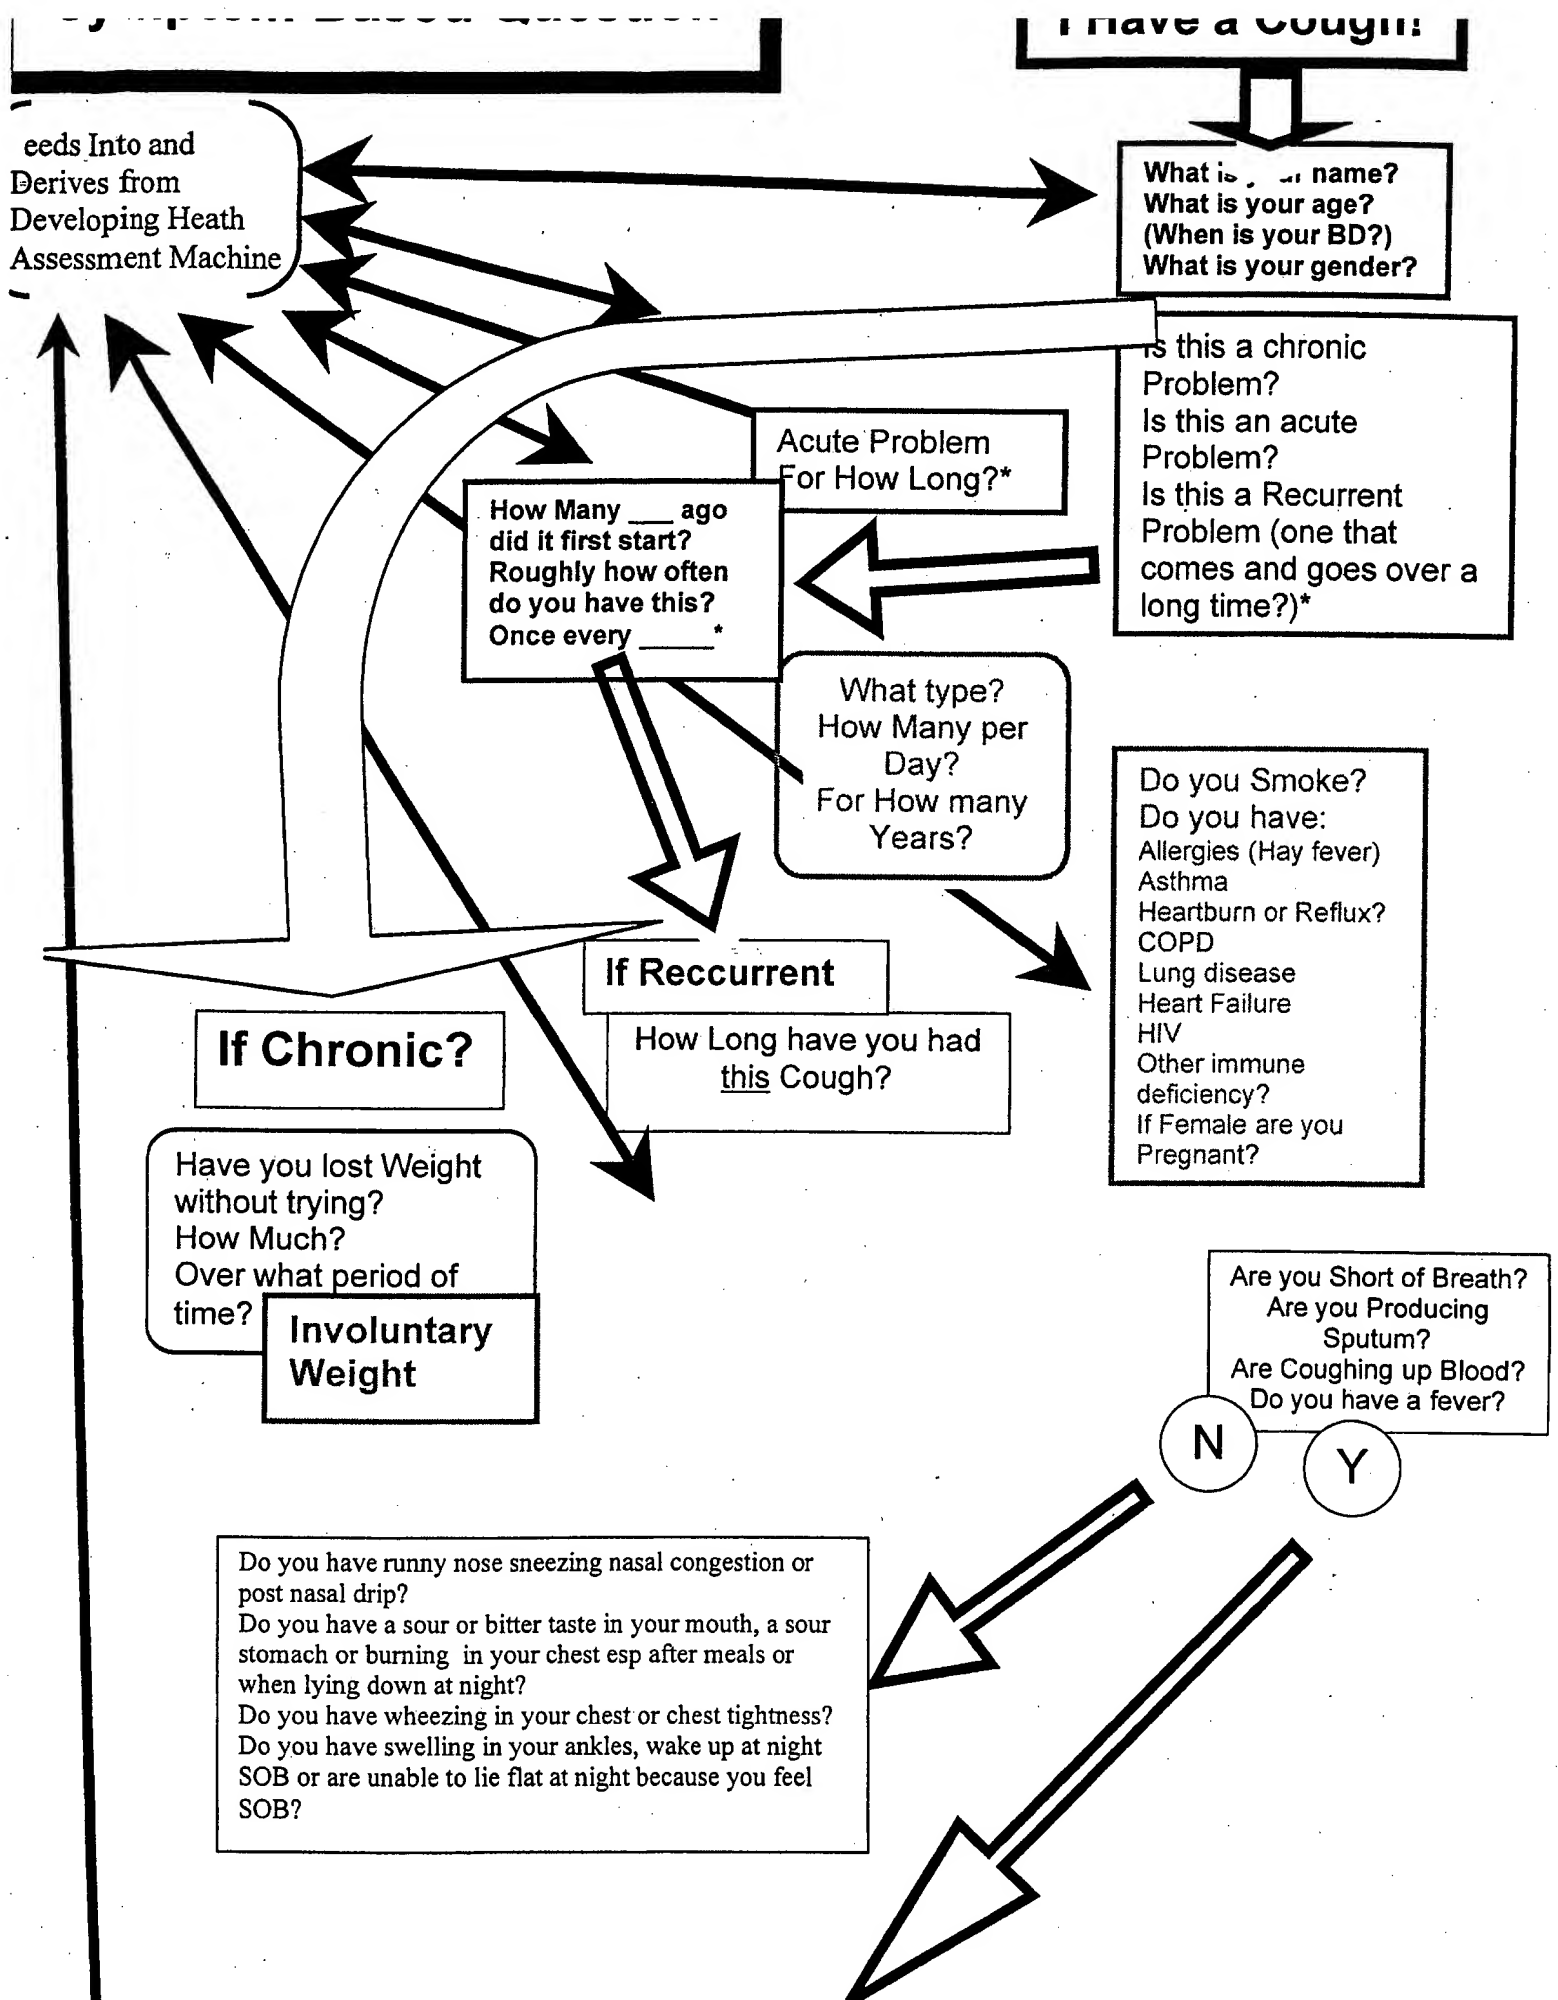 I Have a Cough!
eeds Into and
Derives from
Developing Heath
Assessment Machine
What is name?
What is your age?
(When is your BD?)
What is your gender?
Is this a chronic
Problem?
Is this an acute
Problem?
Is this a Recurrent
Problem (one that
comes and goes over a
long time?)*
Acute Problem
For How Long?*
How Many ___ ago
did it first start?
Roughly how often
do you have this?
Once every _____*
What type?
How Many per
Day?
For How many
Years?
Do you Smoke?
Do you have:
Allergies (Hay fever)
Asthma
Heartburn or Reflux?
COPD
Lung disease
Heart Failure
HIV
Other immune
deficiency?
If Female are you
Pregnant?
If Reccurrent
How Long have you had
this Cough?
If Chronic?
Have you lost Weight
without trying?
How Much?
Over what period of
time?
Involuntary
Weight
Are you Short of Breath?
Are you Producing
Sputum?
Are Coughing up Blood?
Do you have a fever?
N
Y
Do you have runny nose sneezing nasal congestion or
post nasal drip?
Do you have a sour or bitter taste in your mouth, a sour
stomach or burning in your chest esp after meals or
when lying down at night?
Do you have wheezing in your chest or chest tightness?
Do you have swelling in your ankles, wake up at night
SOB or are unable to lie flat at night because you feel
SOB?